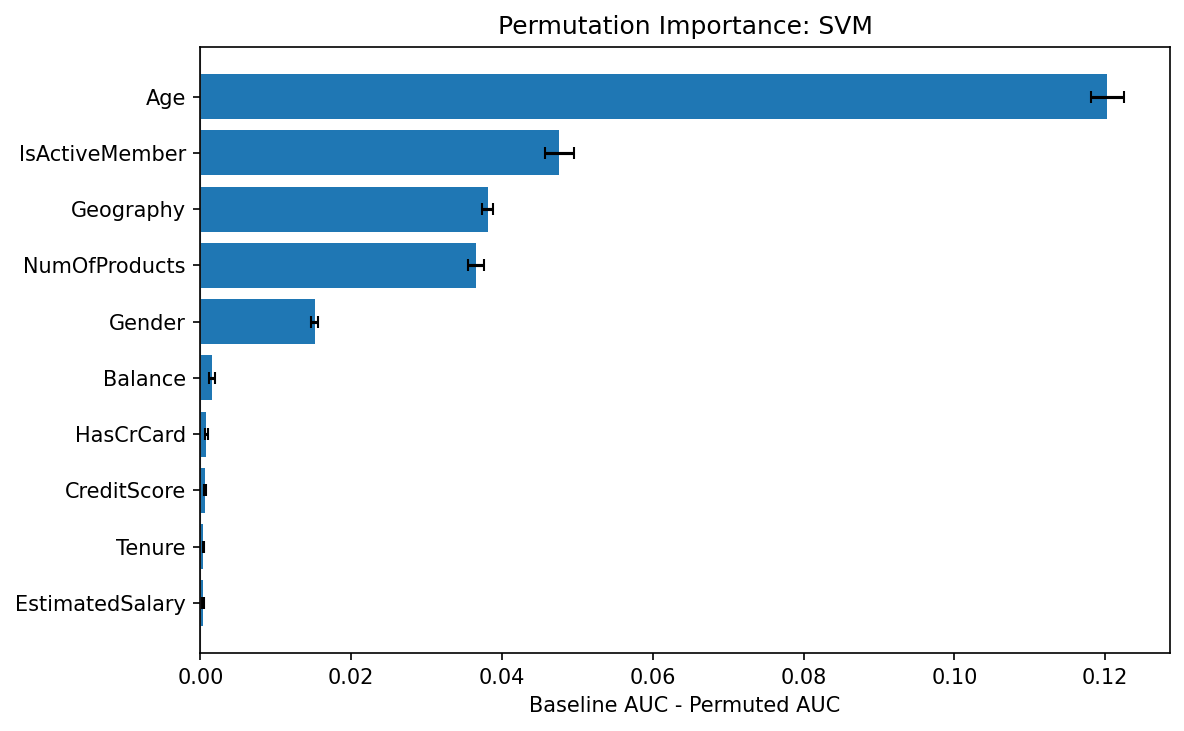 Permutation Importance: SVM
Age
IsActiveMember
Geography
NumOfProducts
Gender
Balance
HasCrCard
CreditScore
Tenure
EstimatedSalary
0.00 0.02 0.04 0.06 0.08 0.10 0.12
Baseline AUC - Permuted AUC